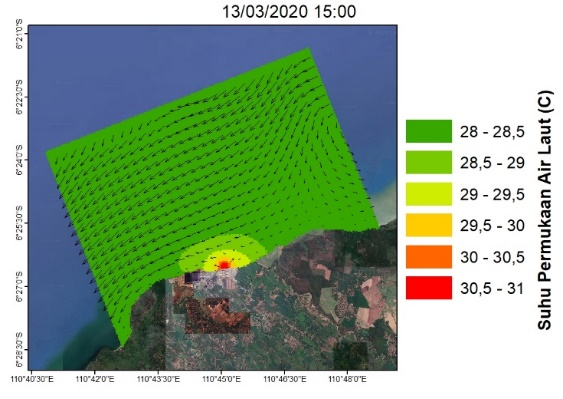 13/03/2020 15:00
6°21'0"S
6°22'30"S
6°24'0"S
6°25'30"S
6°27'0"S
6°28'30"S
110°40'30"E
110°42'0"E
110°43'30"E
110°45'0"E
110°46'30"E
110°48'0"E
28 - 28,5
28,5 - 29
29 - 29,5
29,5 - 30
30 - 30,5
30,5 - 31
Suhu Permukaan Air Laut (C)